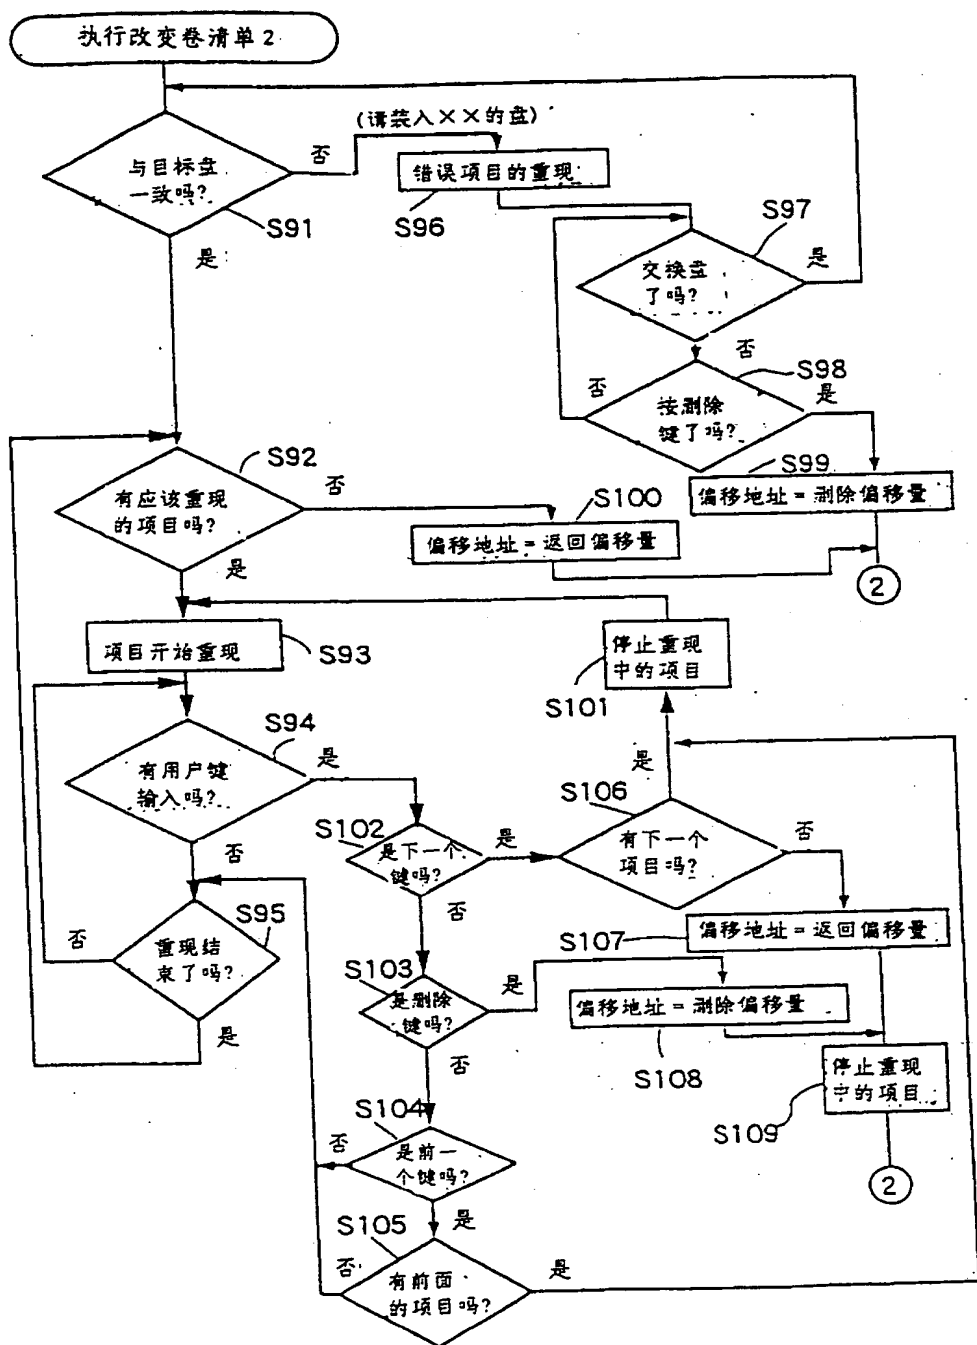 执行改变卷清单2
(请装入××的盘)
与目标盘
一致吗?
否
S91
是
错误项目的重现
S96
S97
交换盘
了吗?
是
否
S98
否
按删除
键了吗?
是
S99
偏移地址=删除偏移量
S92
有应该重现
的项目吗?
否
S100
偏移地址=返回偏移量
2
是
项目开始重现
S93
停止重现
中的项目
S101
S94
有用户键
输入吗?
是
是
S106
S102
是下一个
键吗?
是
有下一个
项目吗?
否
否
否
S95
否
重现结
束了吗?
是
S107
偏移地址=返回偏移量
S103
是删除
键吗?
是
偏移地址=删除偏移量
S108
否
停止重现
中的项目
S109
S104
否
是前一
个键吗?
2
是
S105
否
有前面
的项目吗?
是